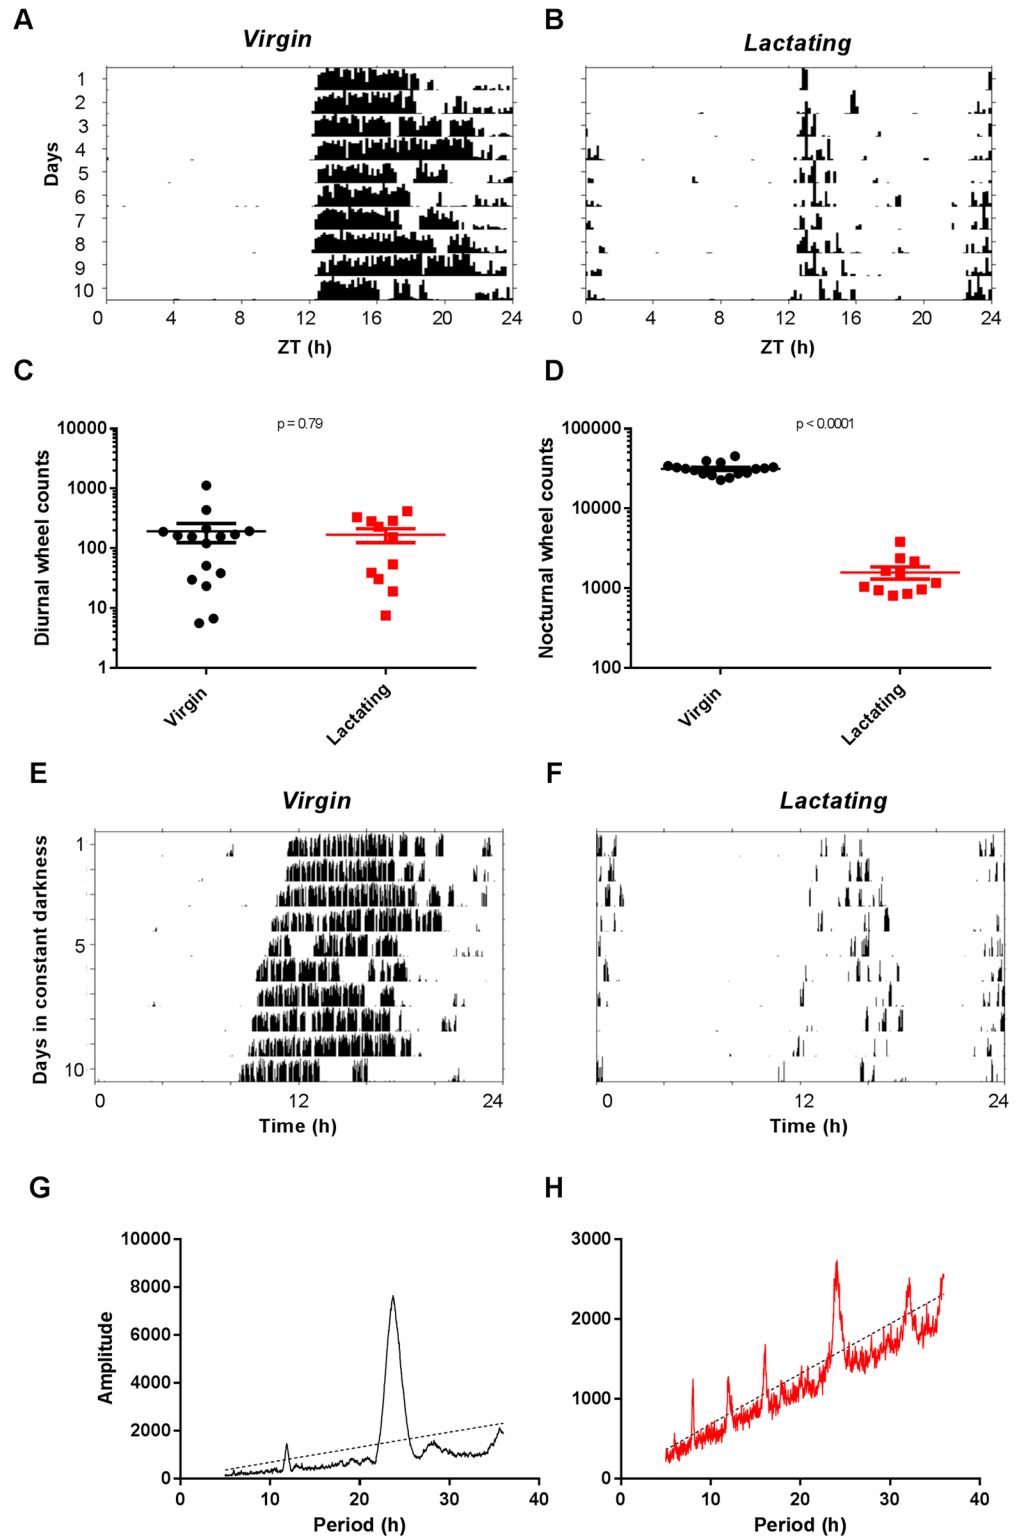 A
B
Virgin
Lactating
Days
1
2
3
4
5
6
7
8
9
10
0 4 8 12 16 20 24
ZT (h)
0 4 8 12 16 20 24
ZT (h)
C
D
Diurnal wheel counts
10000
1000
100
10
1
p = 0.79
Virgin
Lactating
Nocturnal wheel counts
100000
10000
1000
100
p < 0.0001
Virgin
Lactating
E
F
Virgin
Lactating
Days in constant darkness
1
5
10
0 12 24
Time (h)
0 12 24
Time (h)
G
H
Amplitude
10000
8000
6000
4000
2000
0
0 10 20 30 40
Period (h)
3000
2000
1000
0
0 10 20 30 40
Period (h)